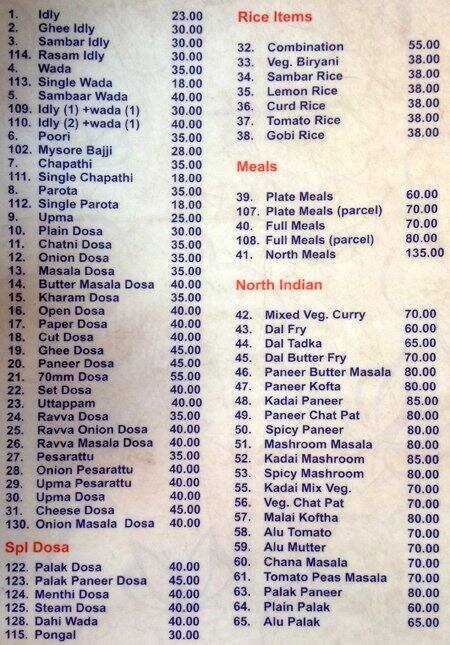 1. Idly 23.00
2. Ghee Idly 30.00
3. Sambar Idly 30.00
114. Rasam Idly 30.00
4. Wada 35.00
113. Single Wada 18.00
5. Sambaar Wada 40.00
109. Idly (1) +wada (1) 30.00
110. Idly (2) +wada (1) 40.00
6. Poori 35.00
102. Mysore Bajji 28.00
7. Chapathi 35.00
111. Single Chapathi 18.00
8. Parota 35.00
112. Single Parota 18.00
9. Upma 25.00
10. Plain Dosa 30.00
11. Chatni Dosa 35.00
12. Onion Dosa 35.00
13. Masala Dosa 35.00
14. Butter Masala Dosa 40.00
15. Kharam Dosa 35.00
16. Open Dosa 40.00
17. Paper Dosa 40.00
18. Cut Dosa 40.00
19. Ghee Dosa 45.00
20. Paneer Dosa 45.00
21. 70mm Dosa 55.00
22. Set Dosa 40.00
23. Uttappam 40.00
24. Ravva Dosa 35.00
25. Ravva Onion Dosa 40.00
26. Ravva Masala Dosa 40.00
27. Pesarattu 35.00
28. Onion Pesarattu 40.00
29. Upma Pesarattu 40.00
30. Upma Dosa 40.00
31. Cheese Dosa 45.00
130. Onion Masala Dosa 40.00
Spl Dosa
122. Palak Dosa 40.00
123. Palak Paneer Dosa 45.00
124. Menthi Dosa 40.00
125. Steam Dosa 40.00
128. Dahi Wada 40.00
115. Pongal 30.00
Rice Items
32. Combination 55.00
33. Veg. Biryani 38.00
34. Sambar Rice 38.00
35. Lemon Rice 38.00
36. Curd Rice 38.00
37. Tomato Rice 38.00
38. Gobi Rice 38.00
Meals
39. Plate Meals 60.00
107. Plate Meals (parcel) 70.00
40. Full Meals 70.00
108. Full Meals (parcel) 80.00
41. North Meals 135.00
North Indian
42. Mixed Veg. Curry 70.00
43. Dal Fry 60.00
44. Dal Tadka 65.00
45. Dal Butter Fry 70.00
46. Paneer Butter Masala 80.00
47. Paneer Kofta 80.00
48. Kadai Paneer 85.00
49. Paneer Chat Pat 80.00
50. Spicy Paneer 80.00
51. Mashroom Masala 80.00
52. Kadai Mashroom 85.00
53. Spicy Mashroom 80.00
55. Kadai Mix Veg. 70.00
56. Veg. Chat Pat 70.00
57. Malai Koftha 80.00
58. Alu Tomato 70.00
59. Alu Mutter 70.00
60. Chana Masala 70.00
61. Tomato Peas Masala 70.00
63. Palak Paneer 80.00
64. Plain Palak 60.00
65. Alu Palak 65.00